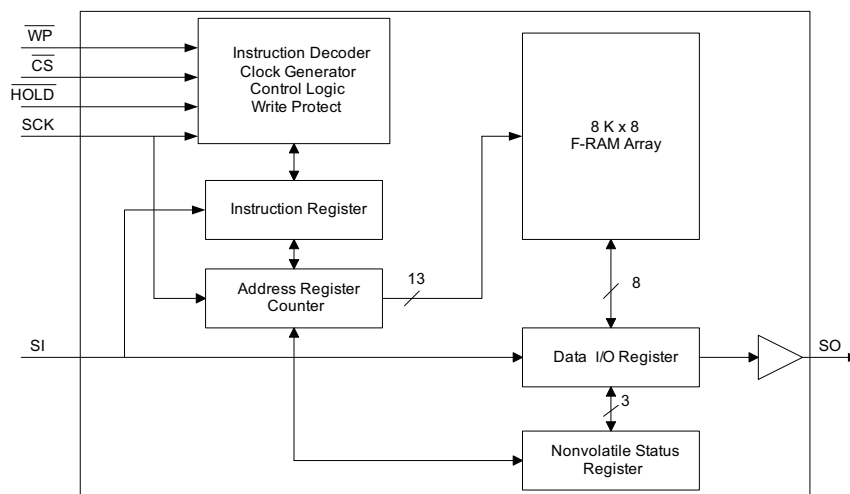 WP
CS
HOLD
SCK
Instruction Decoder
Clock Generator
Control Logic
Write Protect
8 K x 8
F-RAM Array
Instruction Register
Address Register
Counter
13
8
SI
Data I/O Register
SO
3
Nonvolatile Status
Register